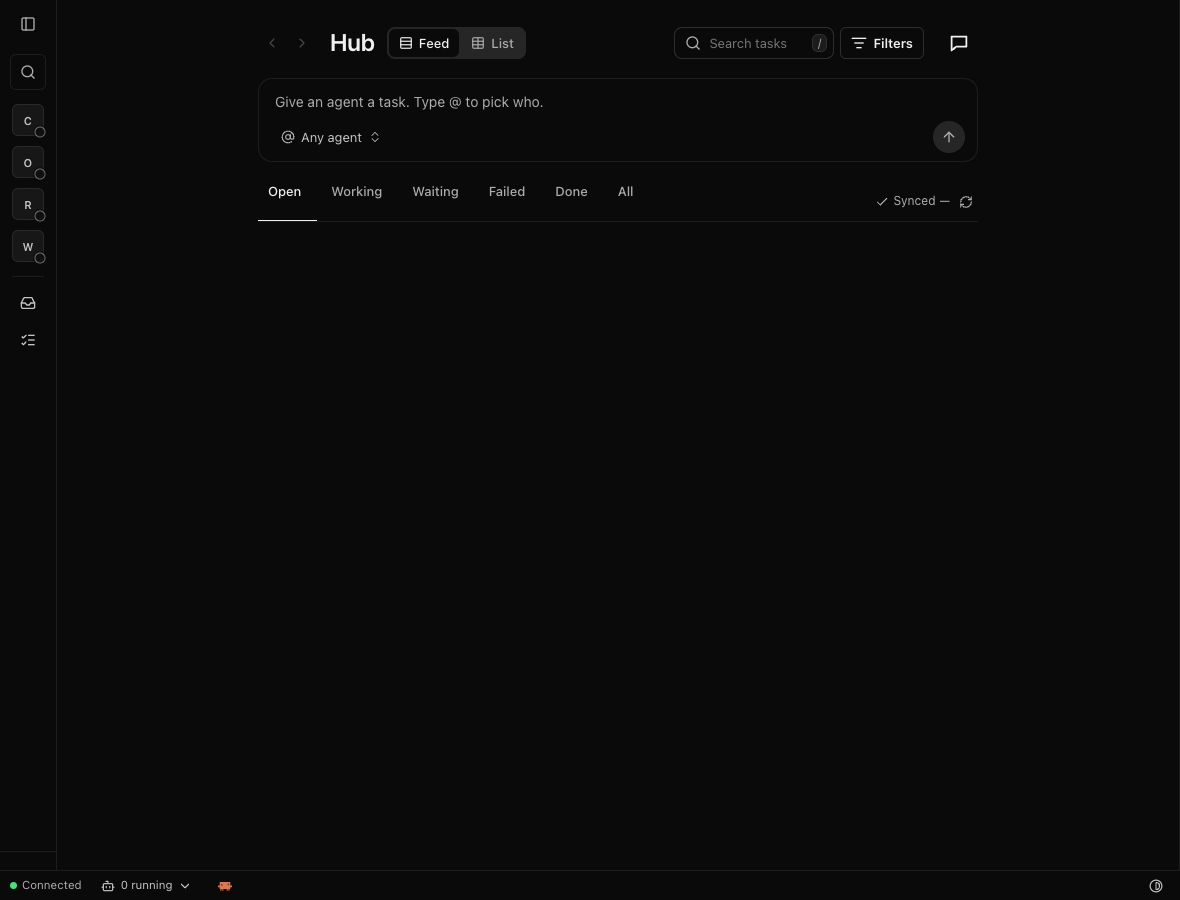 Hub
Feed
List
Search tasks
/
Filters
Give an agent a task. Type @ to pick who.
@ Any agent
Open
Working
Waiting
Failed
Done
All
Synced —
C
O
R
W
Connected
0 running